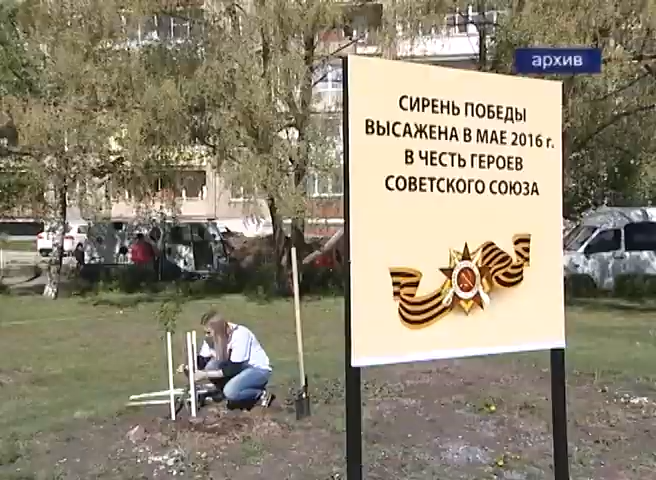 архив
СИРЕНЬ ПОБЕДЫ
ВЫСАЖЕНА В МАЕ 2016 г.
В ЧЕСТЬ ГЕРОЕВ
СОВЕТСКОГО СОЮЗА